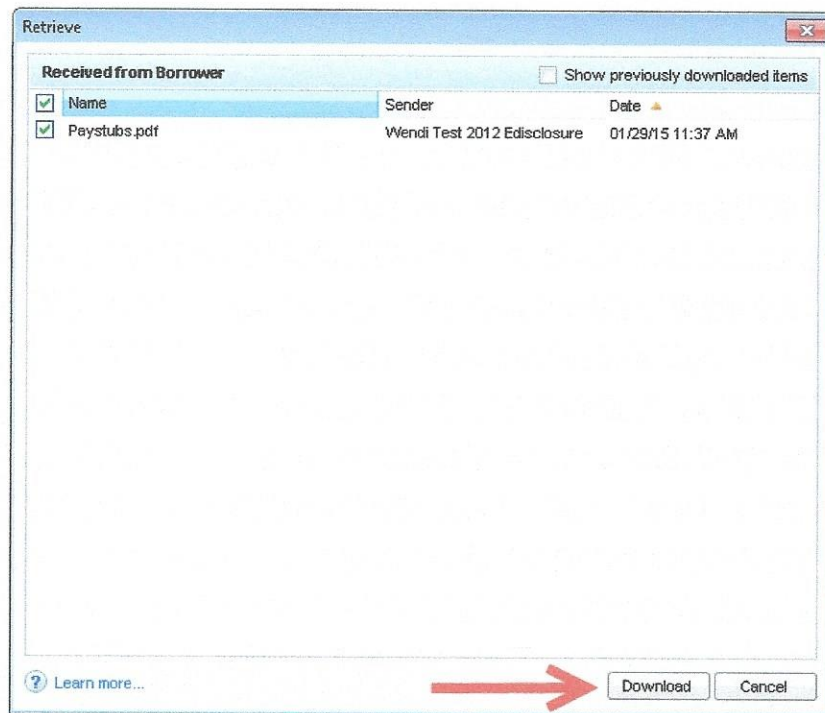 Retrieve
Received from Borrower
Show previously downloaded items
Name Sender Date
Paystubs.pdf Wendi Test 2012 Edisclosure 01/29/15 11:37 AM
? Learn more...
Download Cancel